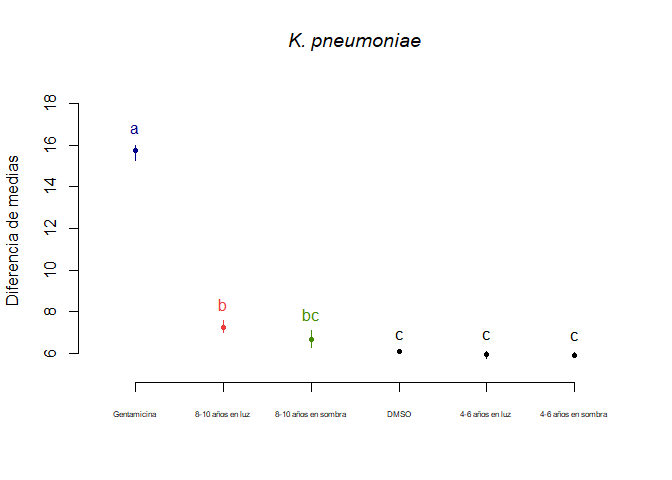 K. pneumoniae
Diferencia de medias
18
16
14
12
10
8
6
a
b
bc
c
c
c
Gentamicina
8-10 años en luz
8-10 años en sombra
DMSO
4-6 años en luz
4-6 años en sombra